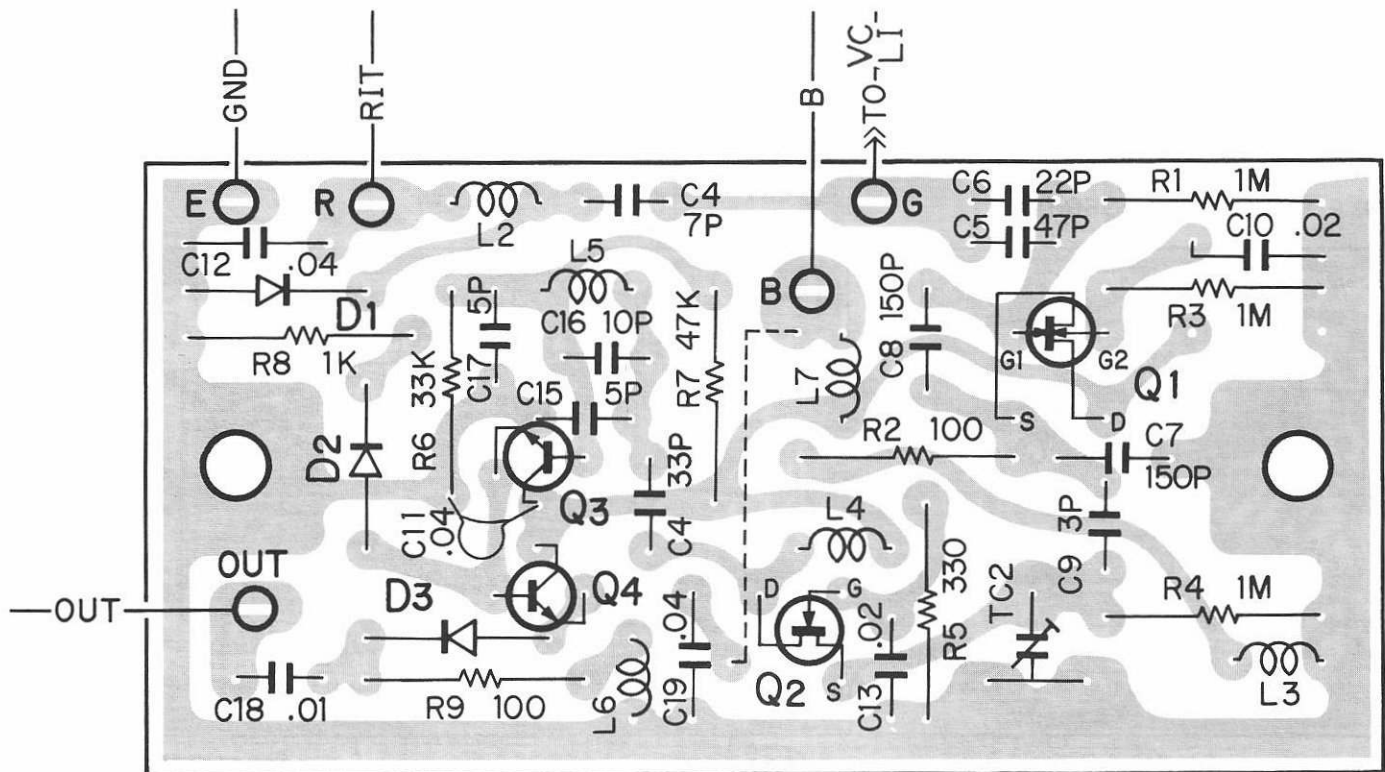 GND
RIT
B
TO VC
LI
E
R
G
C6 22P
R1 1M
C4
7P
L2
C5 47P
C10 .02
C12 .04
L5
B
150P
C8
R3 1M
D1
5P
C17
C16 10P
47K
R7
R8 1K
33K
R6
C15 5P
L7
G1 G2
Q1
S D
D2
R2 100
C7
150P
33P
C4
Q3
C11
.04
L4
3P
C9
OUT
OUT
D3
Q4
D G
330
R5
TC2
R4 1M
.04
C19
.02
C13
Q2
S
C18 .01
R9 100
L6
L3